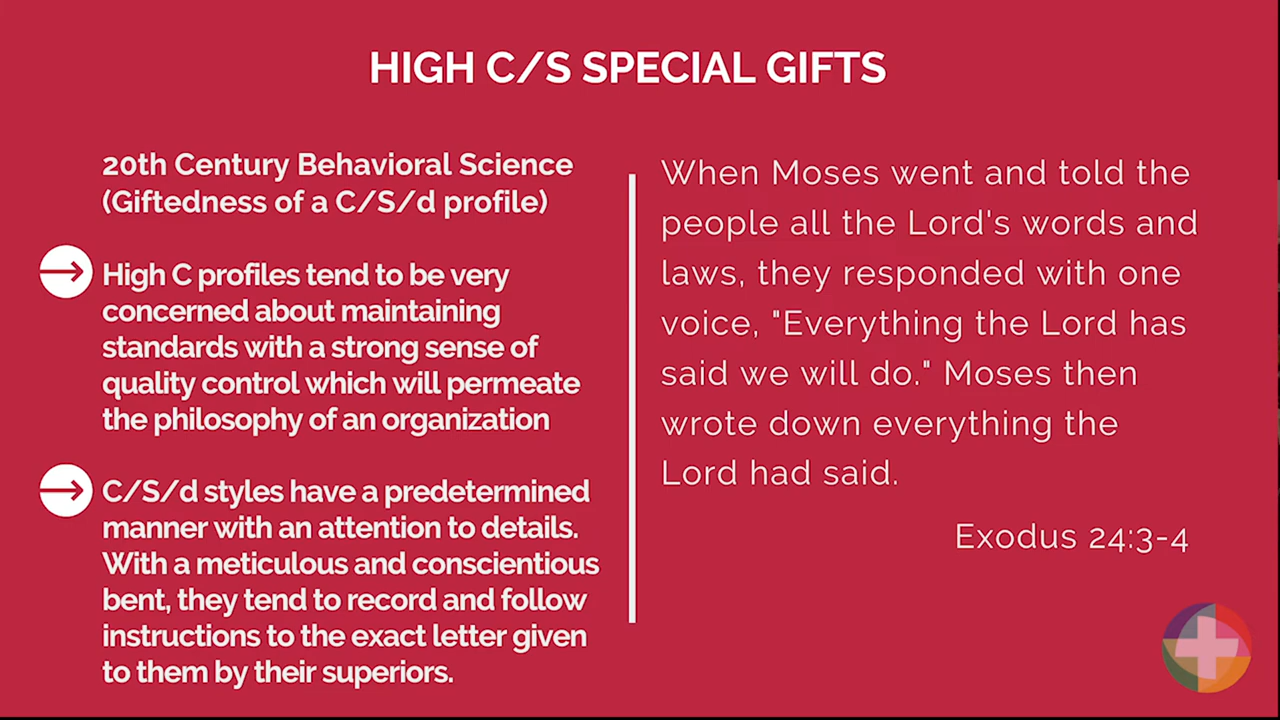 HIGH C/S SPECIAL GIFTS
20th Century Behavioral Science
(Giftedness of a C/S/d profile)
High C profiles tend to be very
concerned about maintaining
standards with a strong sense of
quality control which will permeate
the philosophy of an organization
C/S/d styles have a predetermined
manner with an attention to details.
With a meticulous and conscientious
bent, they tend to record and follow
instructions to the exact letter given
to them by their superiors.
When Moses went and told the
people all the Lord's words and
laws, they responded with one
voice, "Everything the Lord has
said we will do." Moses then
wrote down everything the
Lord had said.
Exodus 24:3-4